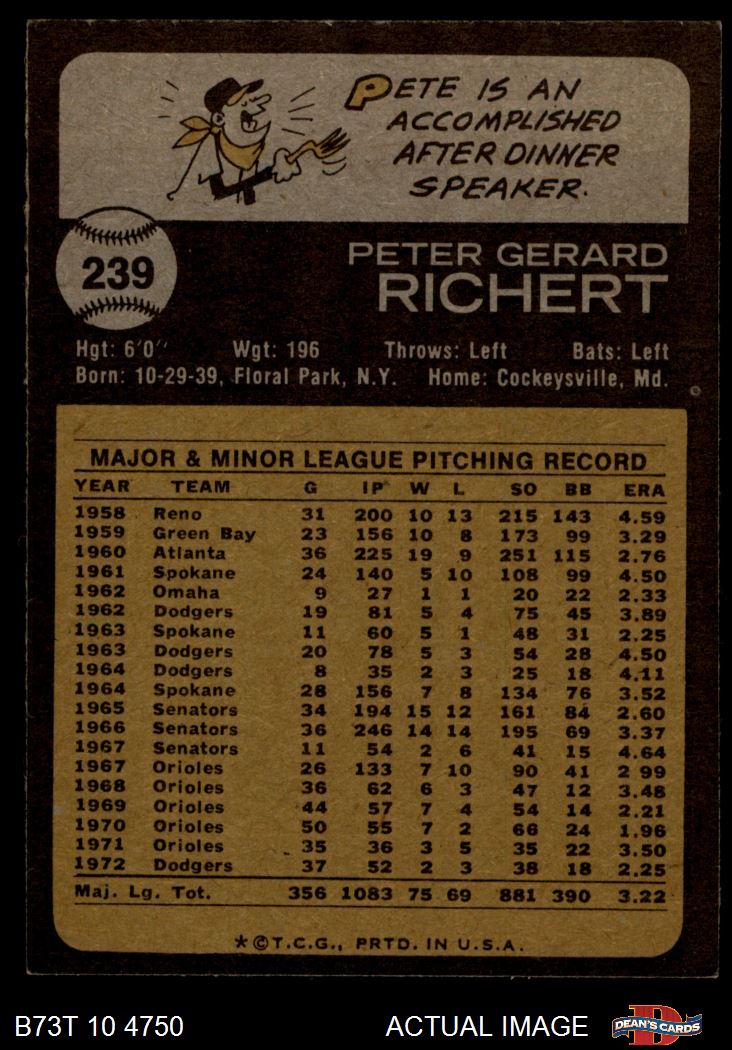 PETE IS AN
ACCOMPLISHED
AFTER DINNER
SPEAKER.
239
PETER GERARD
RICHERT
Hgt: 6'0" Wgt: 196 Throws: Left Bats: Left
Born: 10-29-39, Floral Park, N.Y. Home: Cockeysville, Md.
MAJOR & MINOR LEAGUE PITCHING RECORD
YEAR TEAM G IP W L SO BB ERA
1958 Reno 31 200 10 13 215 143 4.59
1959 Green Bay 23 156 10 8 173 99 3.29
1960 Atlanta 36 225 19 9 251 115 2.76
1961 Spokane 24 140 5 10 108 99 4.50
1962 Omaha 9 27 1 1 20 22 2.33
1962 Dodgers 19 81 5 4 75 45 3.89
1963 Spokane 11 60 5 1 48 31 2.25
1963 Dodgers 20 78 5 3 54 28 4.50
1964 Dodgers 8 35 2 3 25 18 4.11
1964 Spokane 28 156 7 8 134 76 3.52
1965 Senators 34 194 15 12 161 84 2.60
1966 Senators 36 246 14 14 195 69 3.37
1967 Senators 11 54 2 6 41 15 4.64
1967 Orioles 26 133 7 10 90 41 2 99
1968 Orioles 36 62 6 3 47 12 3.48
1969 Orioles 44 57 7 4 54 14 2.21
1970 Orioles 50 55 7 2 66 24 1.96
1971 Orioles 35 36 3 5 35 22 3.50
1972 Dodgers 37 52 2 3 38 18 2.25
Maj. Lg. Tot. 356 1083 75 69 881 390 3.22
*©T.C.G., PRTD. IN U.S.A.
B73T 10 4750 ACTUAL IMAGE D DEAN'S CARDS